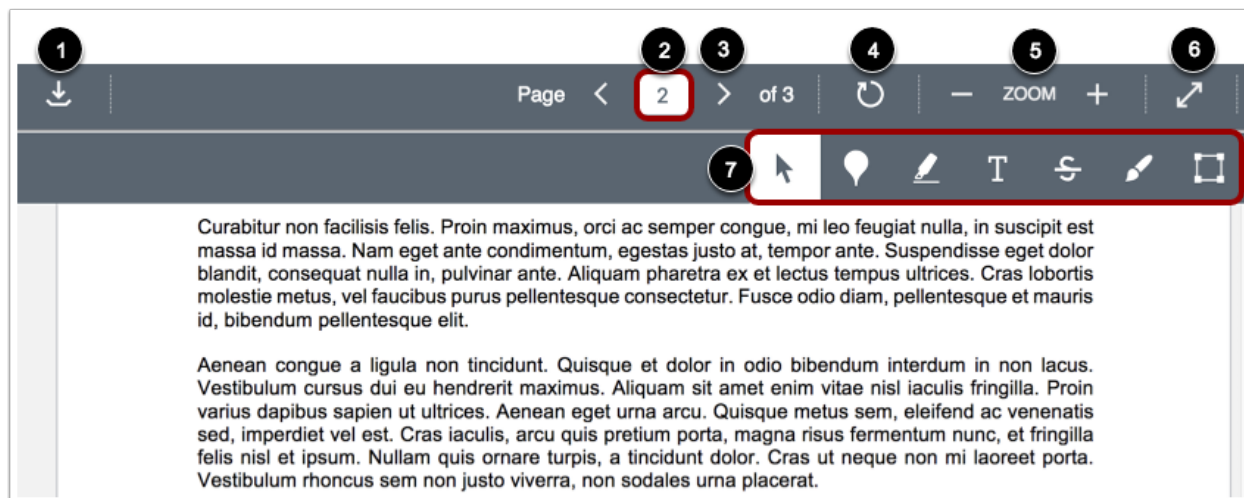 1 2 3 4 5 6
Page 2 of 3 ZOOM
7 T S
Curabitur non facilisis felis. Proin maximus, orci ac semper congue, mi leo feugiat nulla, in suscipit est
massa id massa. Nam eget ante condimentum, egestas justo at, tempor ante. Suspendisse eget dolor
blandit, consequat nulla in, pulvinar ante. Aliquam pharetra ex et lectus tempus ultrices. Cras lobortis
molestie metus, vel faucibus purus pellentesque consectetur. Fusce odio diam, pellentesque et mauris
id, bibendum pellentesque elit.
Aenean congue a ligula non tincidunt. Quisque et dolor in odio bibendum interdum in non lacus.
Vestibulum cursus dui eu hendrerit maximus. Aliquam sit amet enim vitae nisl iaculis fringilla. Proin
varius dapibus sapien ut ultrices. Aenean eget urna arcu. Quisque metus sem, eleifend ac venenatis
sed, imperdiet vel est. Cras iaculis, arcu quis pretium porta, magna risus fermentum nunc, et fringilla
felis nisl et ipsum. Nullam quis ornare turpis, a tincidunt dolor. Cras ut neque non mi laoreet porta.
Vestibulum rhoncus sem non justo viverra, non sodales urna placerat.